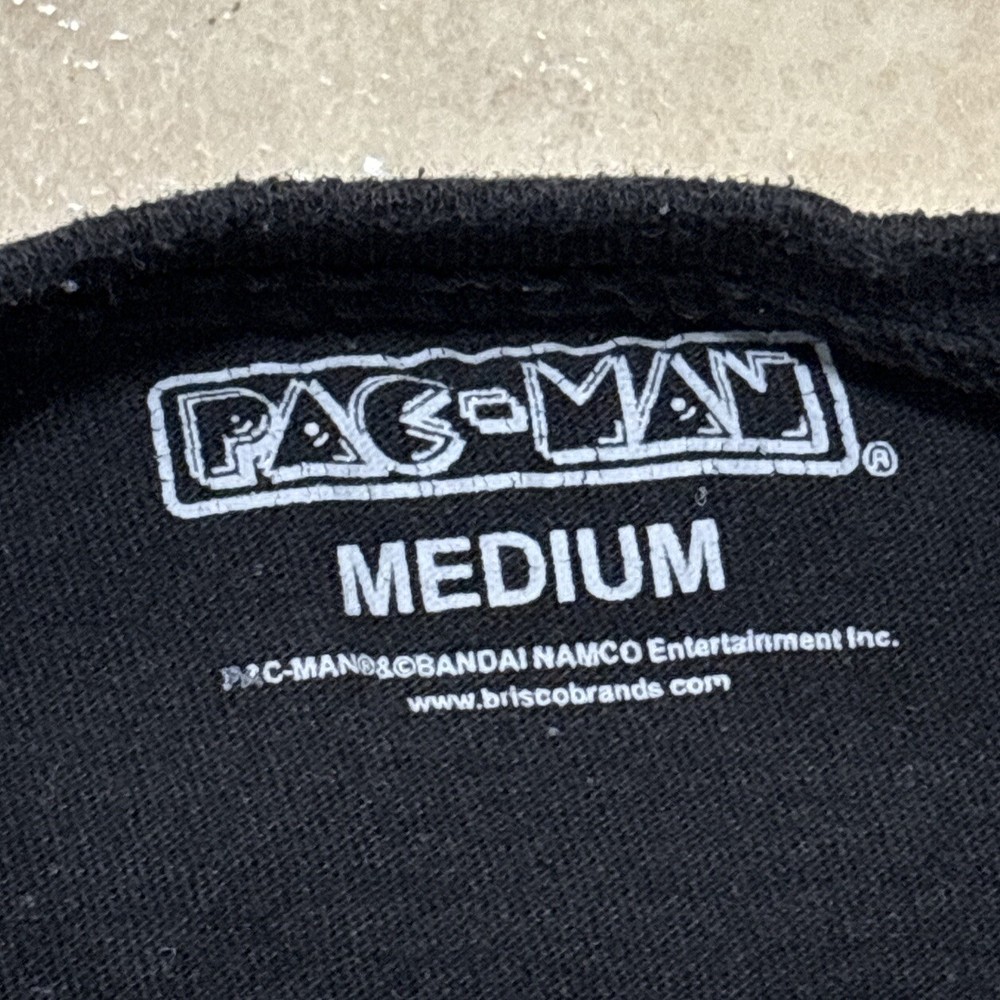 PAC-MAN®
MEDIUM
PAC-MAN®&©BANDAI NAMCO Entertainment Inc.
www.briscobrands.com